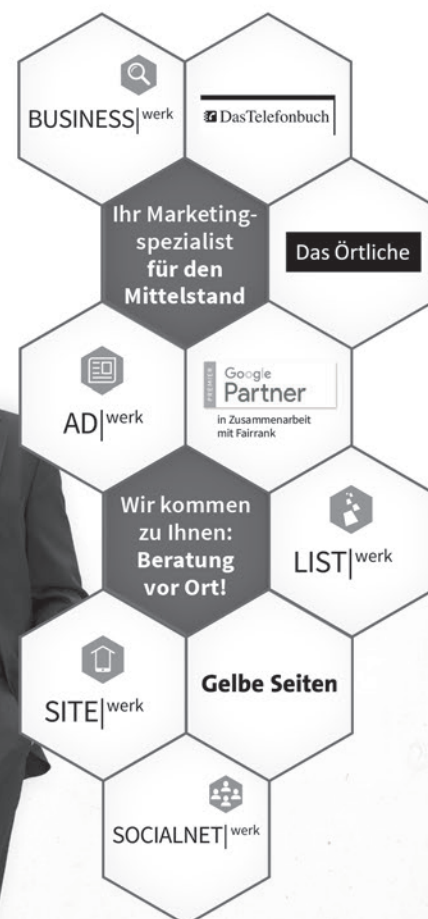 BUSINESS|werk
DasTelefonbuch
Ihr Marketing-
spezialist
für den
Mittelstand
Das Örtliche
AD|werk
PREMIER
Google
Partner
in Zusammenarbeit
mit Fairrank
Wir kommen
zu Ihnen:
Beratung
vor Ort!
LIST|werk
SITE|werk
Gelbe Seiten
SOCIALNET|werk